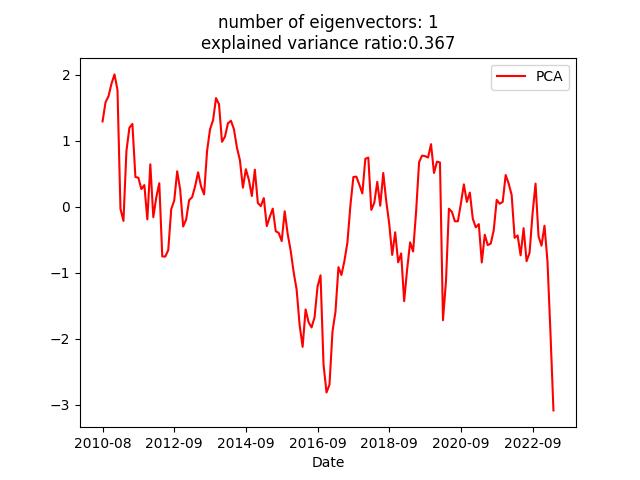 number of eigenvectors: 1
explained variance ratio:0.367
PCA
2
1
0
−1
−2
−3
2010-08 2012-09 2014-09 2016-09 2018-09 2020-09 2022-09
Date